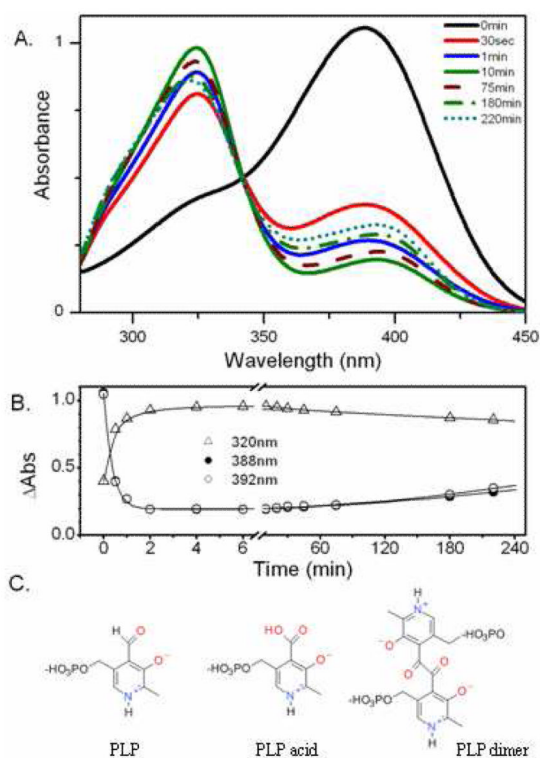 A.
1
0
Absorbance
0min
30sec
1min
10min
75min
180min
220min
300
350
400
450
Wavelength (nm)
B.
1.0
0.5
0.0
ΔAbs
320nm
388nm
392nm
0
2
4
6
60
120
180
240
Time (min)
C.
H
O
O⁻
-HO₃PO
N⁺
H
PLP
HO
O
O⁻
-HO₃PO
N⁺
H
PLP acid
H
N⁺
⁻O
-HO₃PO
O
O
O⁻
-HO₃PO
N⁺
H
PLP dimer